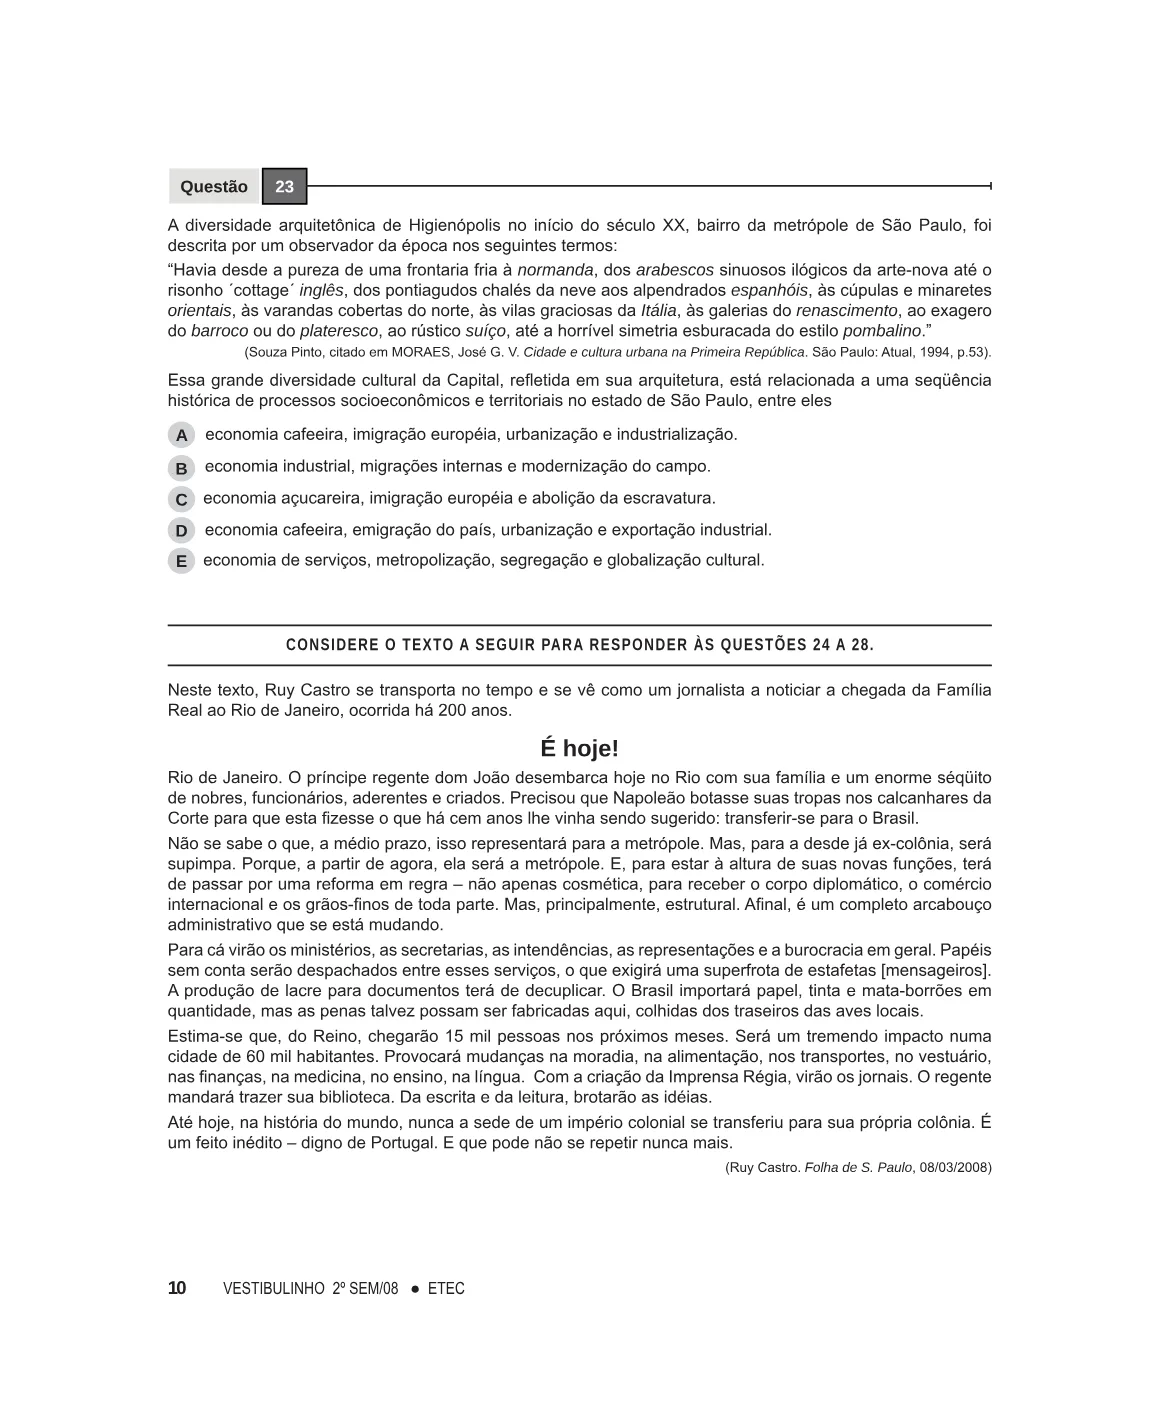 Questão 23
A diversidade arquitetônica de Higienópolis no início do século XX, bairro da metrópole de São Paulo, foi
descrita por um observador da época nos seguintes termos:
“Havia desde a pureza de uma frontaria fria à normanda, dos arabescos sinuosos ilógicos da arte-nova até o
risonho ´cottage´ inglês, dos pontiagudos chalés da neve aos alpendrados espanhóis, às cúpulas e minaretes
orientais, às varandas cobertas do norte, às vilas graciosas da Itália, às galerias do renascimento, ao exagero
do barroco ou do plateresco, ao rústico suíço, até a horrível simetria esburacada do estilo pombalino.”
(Souza Pinto, citado em MORAES, José G. V. Cidade e cultura urbana na Primeira República. São Paulo: Atual, 1994, p.53).
Essa grande diversidade cultural da Capital, refletida em sua arquitetura, está relacionada a uma seqüência
histórica de processos socioeconômicos e territoriais no estado de São Paulo, entre eles
A economia cafeeira, imigração européia, urbanização e industrialização.
B economia industrial, migrações internas e modernização do campo.
C economia açucareira, imigração européia e abolição da escravatura.
D economia cafeeira, emigração do país, urbanização e exportação industrial.
E economia de serviços, metropolização, segregação e globalização cultural.
CONSIDERE O TEXTO A SEGUIR PARA RESPONDER ÀS QUESTÕES 24 A 28.
Neste texto, Ruy Castro se transporta no tempo e se vê como um jornalista a noticiar a chegada da Família
Real ao Rio de Janeiro, ocorrida há 200 anos.
É hoje!
Rio de Janeiro. O príncipe regente dom João desembarca hoje no Rio com sua família e um enorme séqüito
de nobres, funcionários, aderentes e criados. Precisou que Napoleão botasse suas tropas nos calcanhares da
Corte para que esta fizesse o que há cem anos lhe vinha sendo sugerido: transferir-se para o Brasil.
Não se sabe o que, a médio prazo, isso representará para a metrópole. Mas, para a desde já ex-colônia, será
supimpa. Porque, a partir de agora, ela será a metrópole. E, para estar à altura de suas novas funções, terá
de passar por uma reforma em regra – não apenas cosmética, para receber o corpo diplomático, o comércio
internacional e os grãos-finos de toda parte. Mas, principalmente, estrutural. Afinal, é um completo arcabouço
administrativo que se está mudando.
Para cá virão os ministérios, as secretarias, as intendências, as representações e a burocracia em geral. Papéis
sem conta serão despachados entre esses serviços, o que exigirá uma superfrota de estafetas [mensageiros].
A produção de lacre para documentos terá de decuplicar. O Brasil importará papel, tinta e mata-borrões em
quantidade, mas as penas talvez possam ser fabricadas aqui, colhidas dos traseiros das aves locais.
Estima-se que, do Reino, chegarão 15 mil pessoas nos próximos meses. Será um tremendo impacto numa
cidade de 60 mil habitantes. Provocará mudanças na moradia, na alimentação, nos transportes, no vestuário,
nas finanças, na medicina, no ensino, na língua. Com a criação da Imprensa Régia, virão os jornais. O regente
mandará trazer sua biblioteca. Da escrita e da leitura, brotarão as idéias.
Até hoje, na história do mundo, nunca a sede de um império colonial se transferiu para sua própria colônia. É
um feito inédito – digno de Portugal. E que pode não se repetir nunca mais.
(Ruy Castro. Folha de S. Paulo, 08/03/2008)
10 VESTIBULINHO 2º SEM/08 ● ETEC